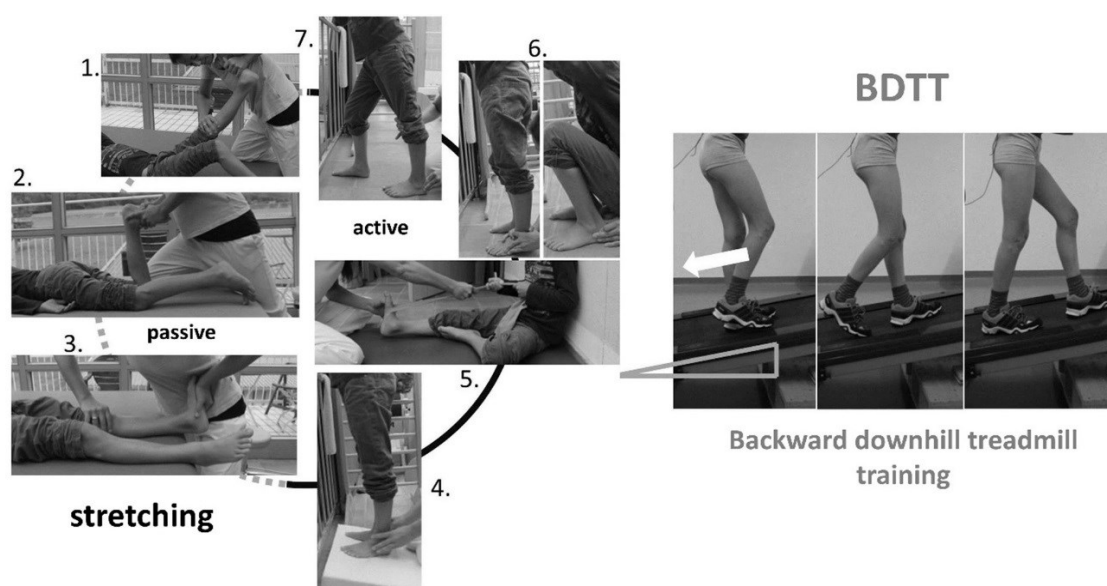 1.
2.
passive
3.
stretching
7.
active
6.
5.
4.
BDTT
Backward downhill treadmill
training